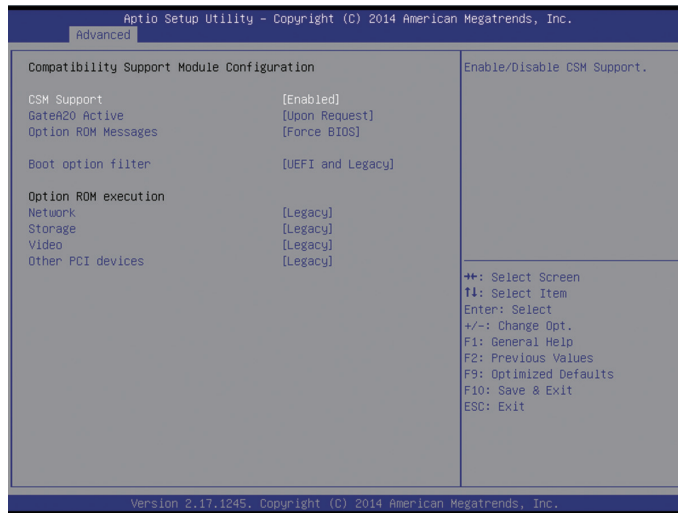 Aptio Setup Utility – Copyright (C) 2014 American Megatrends, Inc.
Advanced
Compatibility Support Module Configuration
CSM Support [Enabled]
GateA20 Active [Upon Request]
Option ROM Messages [Force BIOS]
Boot option filter [UEFI and Legacy]
Option ROM execution
Network [Legacy]
Storage [Legacy]
Video [Legacy]
Other PCI devices [Legacy]
Enable/Disable CSM Support.
→←: Select Screen
↑↓: Select Item
Enter: Select
+/-: Change Opt.
F1: General Help
F2: Previous Values
F9: Optimized Defaults
F10: Save & Exit
ESC: Exit
Version 2.17.1245. Copyright (C) 2014 American Megatrends, Inc.